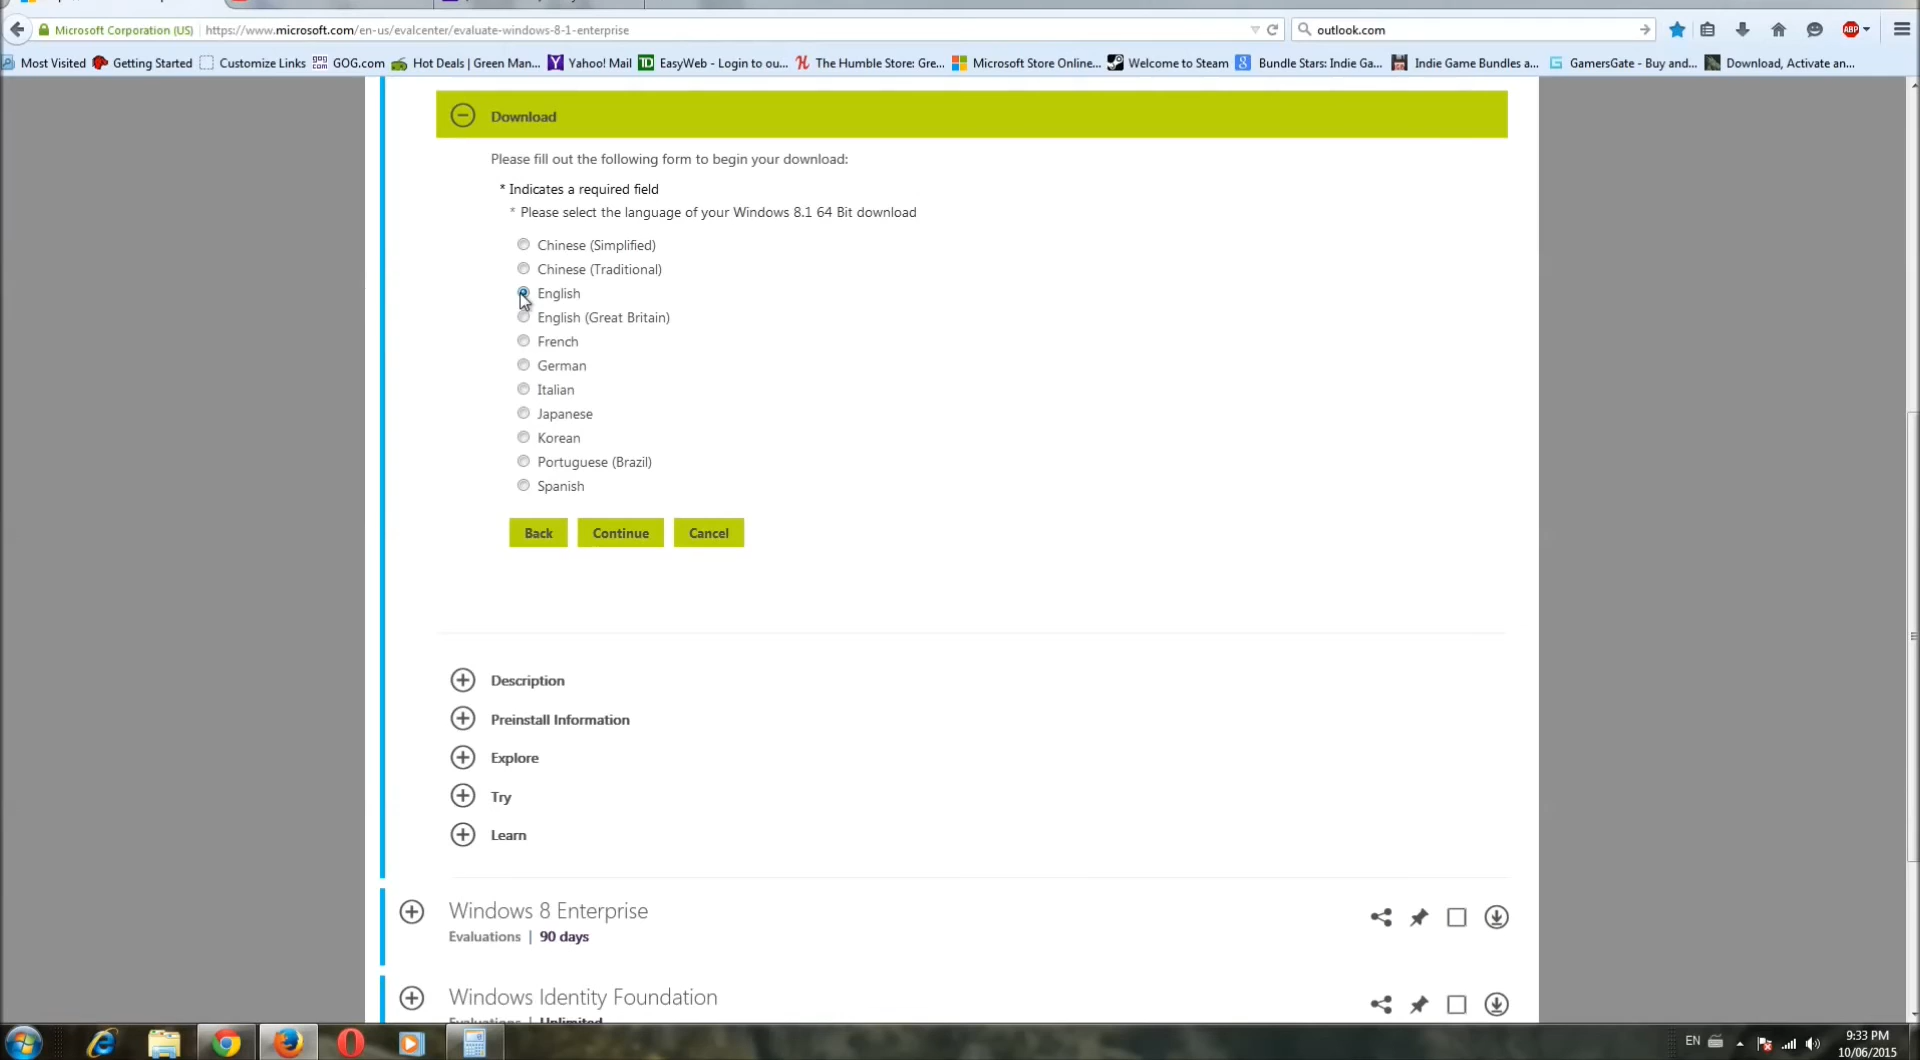 Microsoft Corporation (US) https://www.microsoft.com/en-us/evalcenter/evaluate-windows-8-1-enterprise outlook.com ABP
Most Visited Getting Started Customize Links GOG.com Hot Deals | Green Man... Yahoo! Mail TD EasyWeb - Login to ou... The Humble Store: Gre... Microsoft Store Online... Welcome to Steam Bundle Stars: Indie Ga... Indie Game Bundles a... GamersGate - Buy and... Download, Activate an...
Download
Please fill out the following form to begin your download:
* Indicates a required field
* Please select the language of your Windows 8.1 64 Bit download
Chinese (Simplified)
Chinese (Traditional)
English
English (Great Britain)
French
German
Italian
Japanese
Korean
Portuguese (Brazil)
Spanish
Back Continue Cancel
Description
Preinstall Information
Explore
Try
Learn
Windows 8 Enterprise
Evaluations | 90 days
Windows Identity Foundation
Evaluations | Unlimited
EN 9:33 PM
10/06/2015